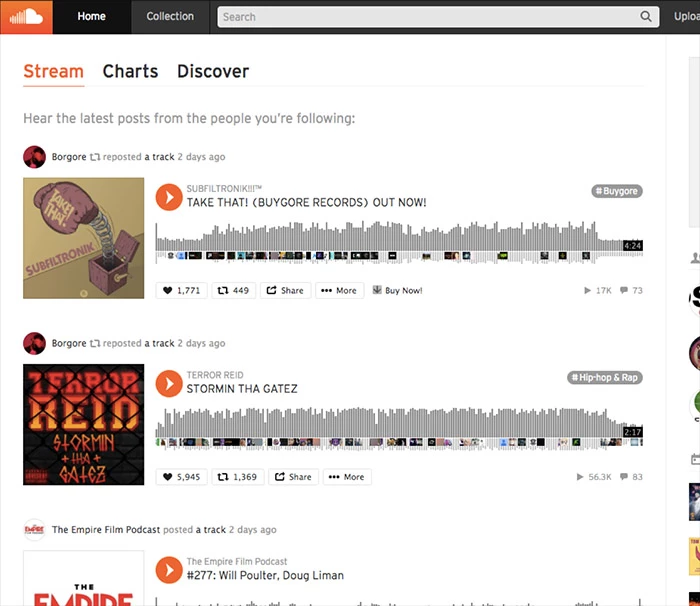 Home
Collection
Search
Uploa
Stream Charts Discover
Hear the latest posts from the people you're following:
Borgore reposted a track 2 days ago
TAKE THAT!
SUBFILTRONIK
SUBFILTRONIK!!!™
TAKE THAT! (BUYGORE RECORDS) OUT NOW!
# Buygore
4:24
1,771
449
Share
More
Buy Now!
17K
73
Borgore reposted a track 2 days ago
TERROR
REID
STORMIN
THA
GATEZ
TERROR REID
STORMIN THA GATEZ
# Hip-hop & Rap
2:17
5,945
1,369
Share
More
56.3K
83
EMPIRE
The Empire Film Podcast posted a track 2 days ago
THE
EMPIRE
The Empire Film Podcast
#277: Will Poulter, Doug Liman